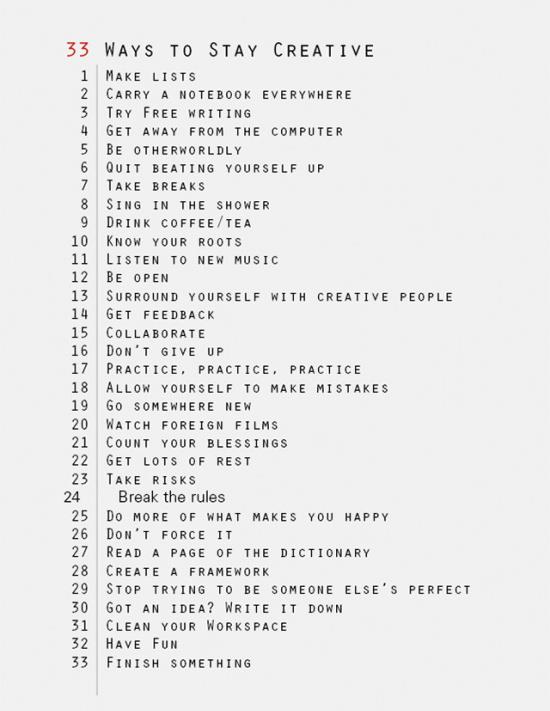 33 Ways to Stay Creative
1 Make lists
2 Carry a notebook everywhere
3 Try Free writing
4 Get away from the computer
5 Be otherworldly
6 Quit beating yourself up
7 Take breaks
8 Sing in the shower
9 Drink coffee/tea
10 Know your roots
11 Listen to new music
12 Be open
13 Surround yourself with creative people
14 Get feedback
15 Collaborate
16 Don't give up
17 Practice, practice, practice
18 Allow yourself to make mistakes
19 Go somewhere new
20 Watch foreign films
21 Count your blessings
22 Get lots of rest
23 Take risks
24 Break the rules
25 Do more of what makes you happy
26 Don't force it
27 Read a page of the dictionary
28 Create a framework
29 Stop trying to be someone else's perfect
30 Got an idea? Write it down
31 Clean your Workspace
32 Have Fun
33 Finish something